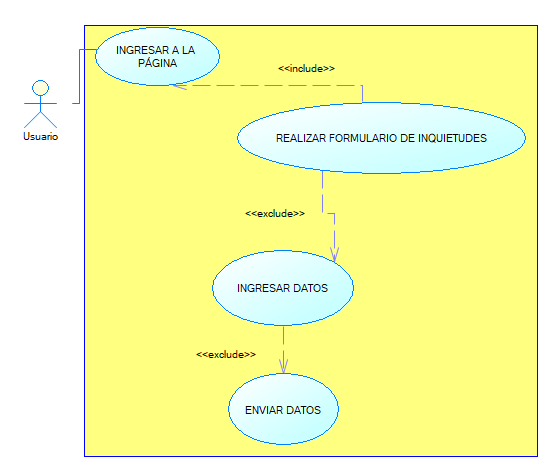 INGRESAR A LA
PÁGINA
<<include>>
Usuario
REALIZAR FORMULARIO DE INQUIETUDES
<<exclude>>
INGRESAR DATOS
<<exclude>>
ENVIAR DATOS